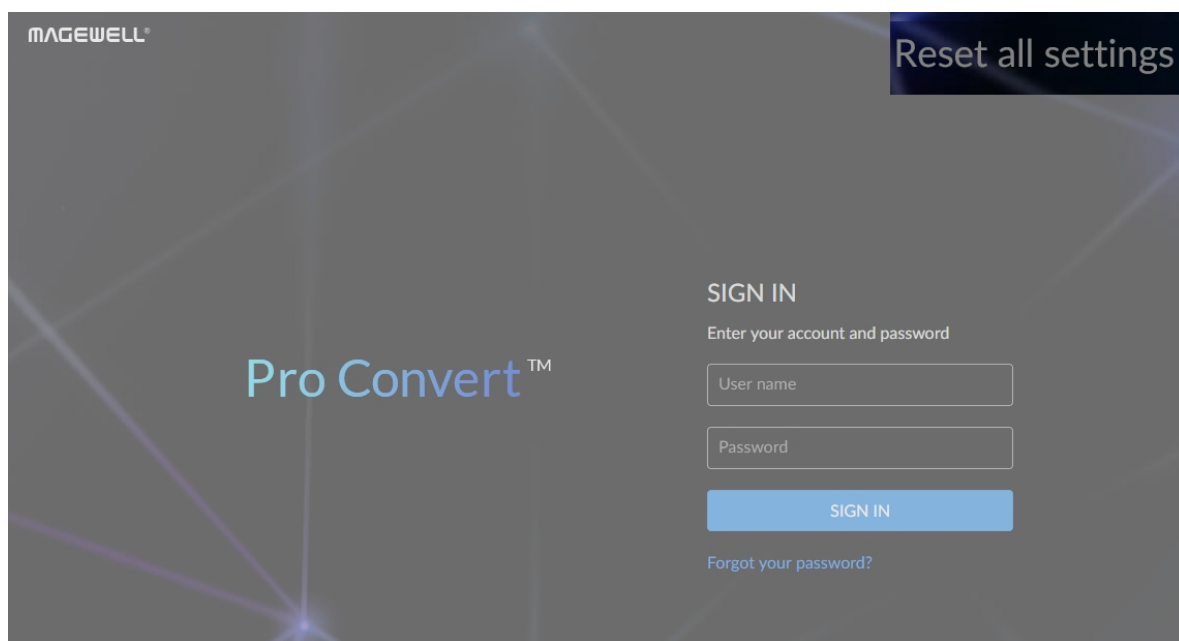 MAGEWELL®
Reset all settings
SIGN IN
Enter your account and password
Pro Convert™
User name
Password
SIGN IN
Forgot your password?